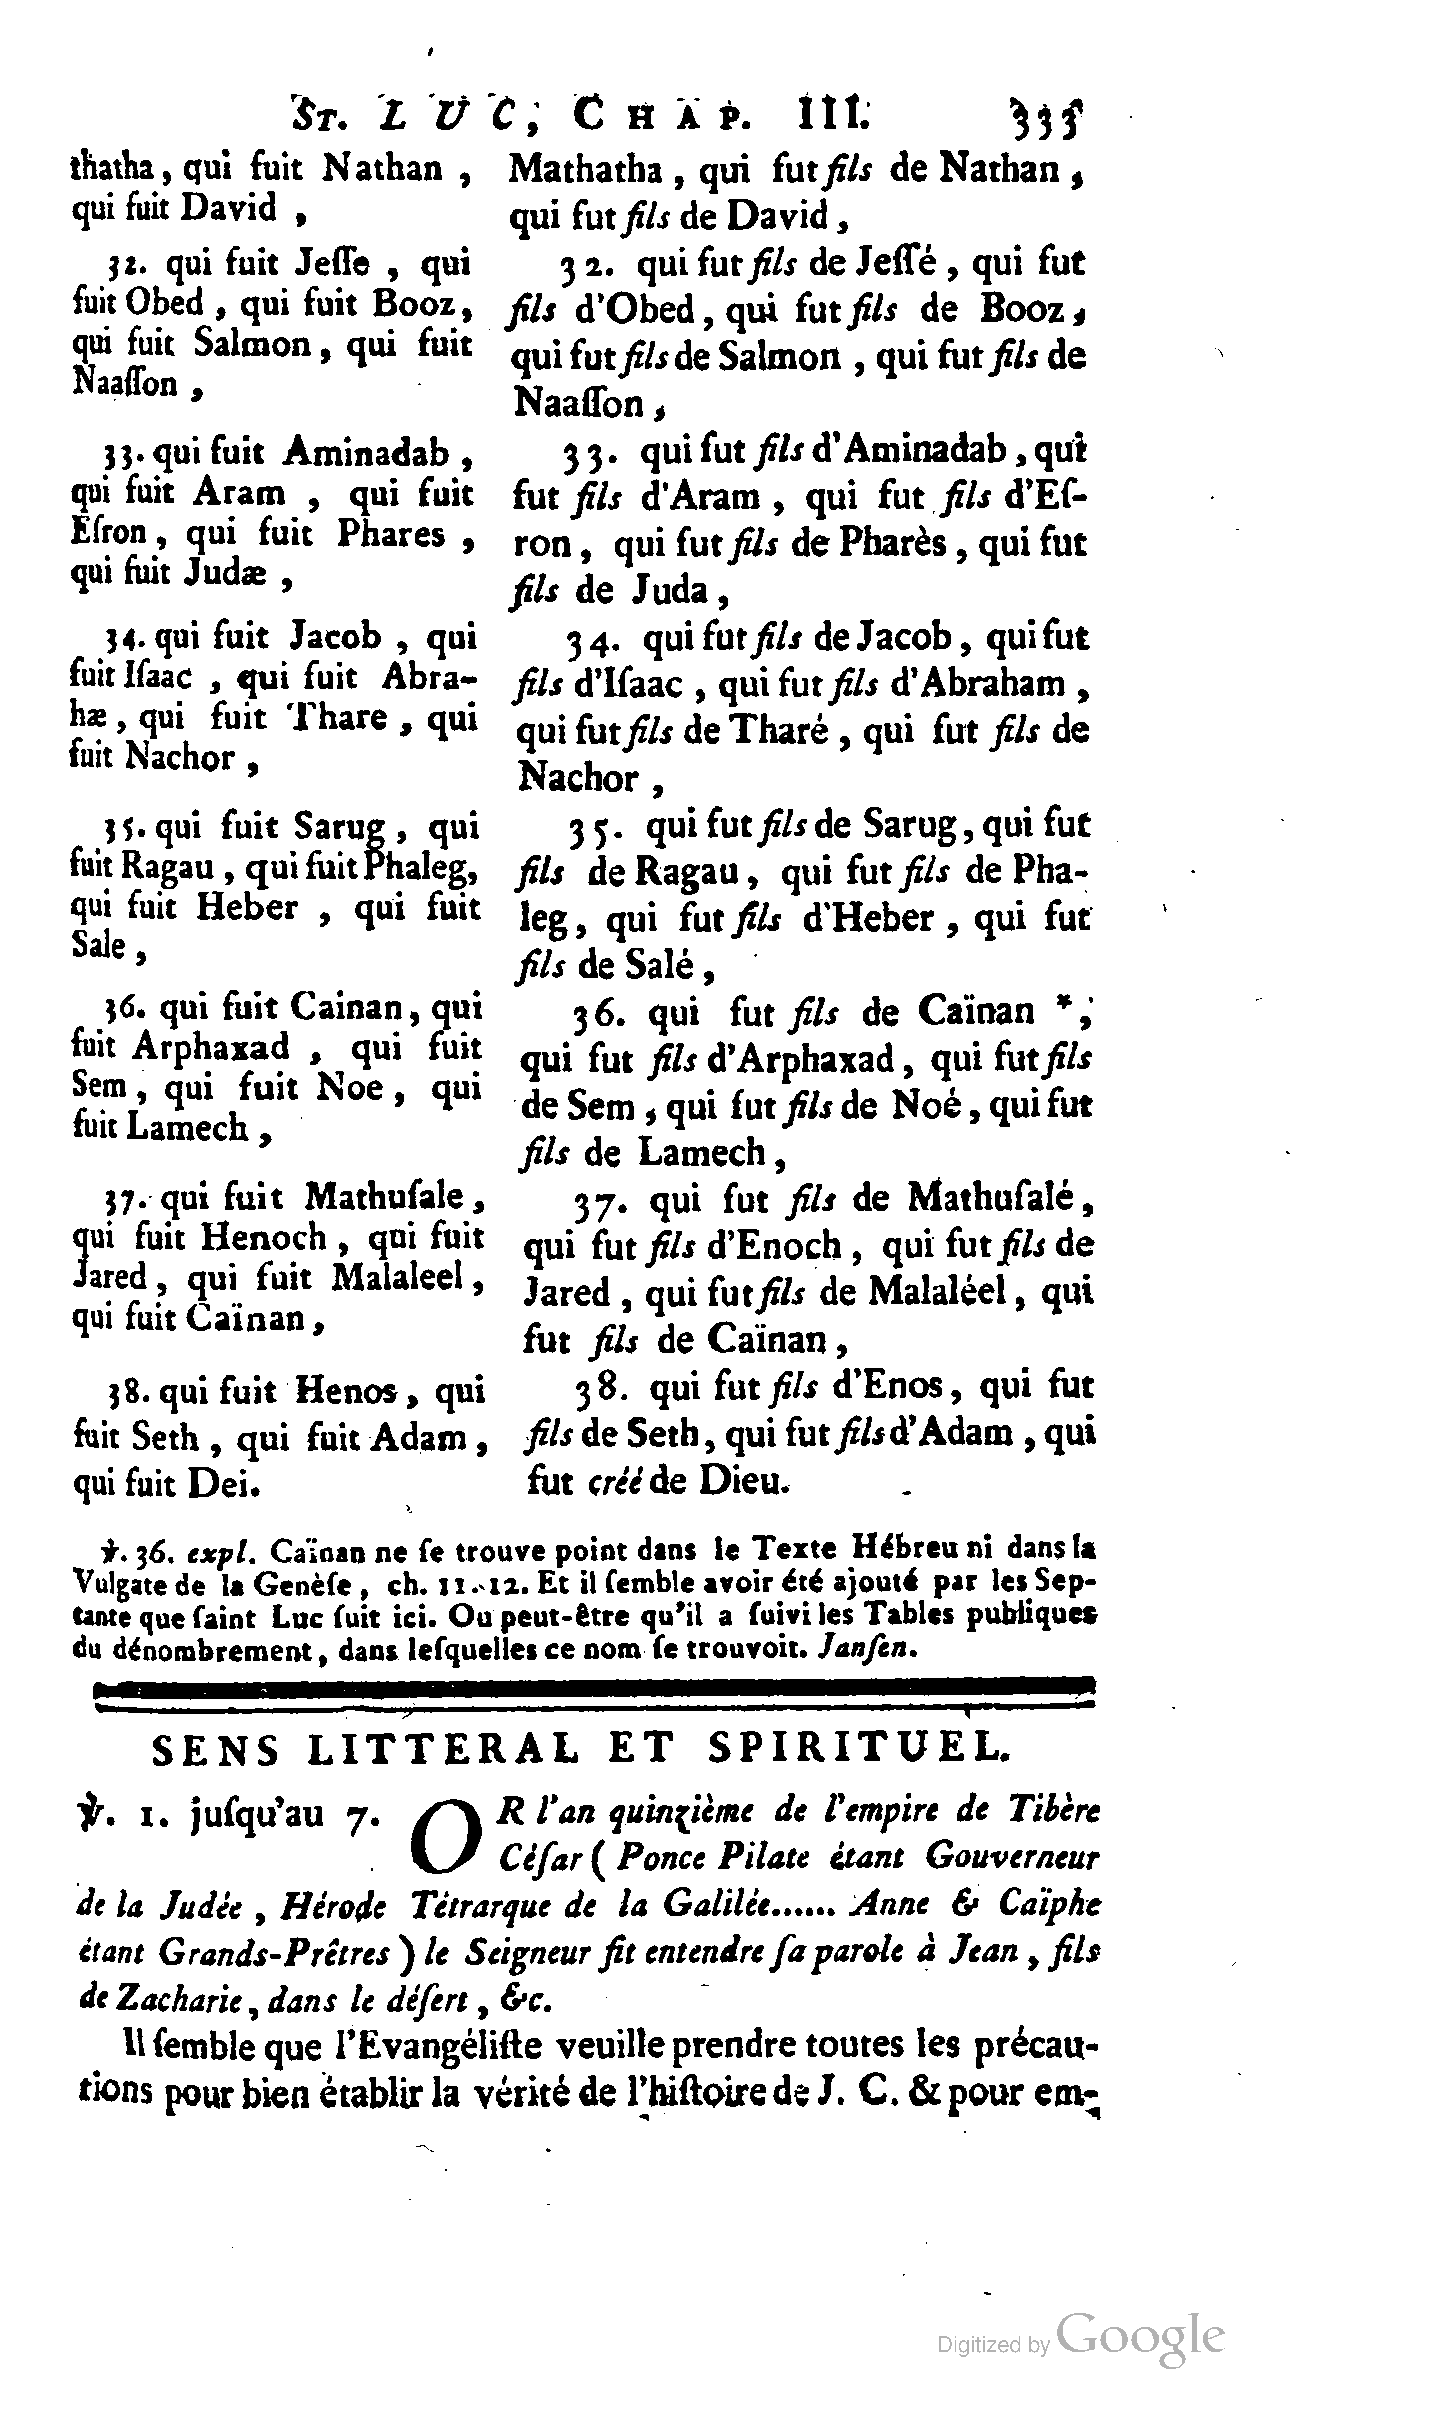 ST. LUC, CHAP. III. 335
thatha, qui fuit Nathan,
qui fuit David,
32. qui fuit Jeſſe, qui
fuit Obed, qui fuit Booz,
qui fuit Salmon, qui fuit
Naaſſon,
33. qui fuit Aminadab,
qui fuit Aram, qui fuit
Eſron, qui fuit Phares,
qui fuit Judæ,
34. qui fuit Jacob, qui
fuit Iſaac, qui fuit Abra-
hæ, qui fuit Thare, qui
fuit Nachor,
35. qui fuit Sarug, qui
fuit Ragau, qui fuit Phaleg,
qui fuit Heber, qui fuit
Sale,
36. qui fuit Cainan, qui
fuit Arphaxad, qui fuit
Sem, qui fuit Noe, qui
fuit Lamech,
37. qui fuit Mathuſale,
qui fuit Henoch, qui fuit
Jared, qui fuit Malaleel,
qui fuit Caïnan,
38. qui fuit Henos, qui
fuit Seth, qui fuit Adam,
qui fuit Dei.
Mathatha, qui fut fils de Nathan,
qui fut fils de David,
32. qui fut fils de Jeſſé, qui fut
fils d'Obed, qui fut fils de Booz,
qui fut fils de Salmon, qui fut fils de
Naaſſon,
33. qui fut fils d'Aminadab, qui
fut fils d'Aram, qui fut fils d'Eſ-
ron, qui fut fils de Pharès, qui fut
fils de Juda,
34. qui fut fils de Jacob, qui fut
fils d'Iſaac, qui fut fils d'Abraham,
qui fut fils de Tharé, qui fut fils de
Nachor,
35. qui fut fils de Sarug, qui fut
fils de Ragau, qui fut fils de Pha-
leg, qui fut fils d'Heber, qui fut
fils de Salé,
36. qui fut fils de Caïnan *,
qui fut fils d'Arphaxad, qui fut fils
de Sem, qui fut fils de Noé, qui fut
fils de Lamech,
37. qui fut fils de Mathuſalé,
qui fut fils d'Enoch, qui fut fils de
Jared, qui fut fils de Malaléel, qui
fut fils de Caïnan,
38. qui fut fils d'Enos, qui fut
fils de Seth, qui fut fils d'Adam, qui
fut créé de Dieu.
℣. 36. expl. Caïnan ne ſe trouve point dans le Texte Hébreu ni dans la
Vulgate de la Genèſe, ch. 11. 12. Et il ſemble avoir été ajouté par les Sep-
tante que ſaint Luc ſuit ici. Ou peut-être qu'il a ſuivi les Tables publiques
du dénombrement, dans leſquelles ce nom ſe trouvoit. Janſen.
SENS LITTERAL ET SPIRITUEL.
℣. 1. juſqu'au 7. OR l'an quinzième de l'empire de Tibère
Céſar ( Ponce Pilate étant Gouverneur
de la Judée, Hérode Tétrarque de la Galilée...... Anne & Caïphe
étant Grands-Prêtres ) le Seigneur fit entendre ſa parole à Jean, fils
de Zacharie, dans le déſert, &c.
Il ſemble que l'Evangéliſte veuille prendre toutes les précau-
tions pour bien établir la vérité de l'hiſtoire de J. C. & pour em-
Digitized by Google